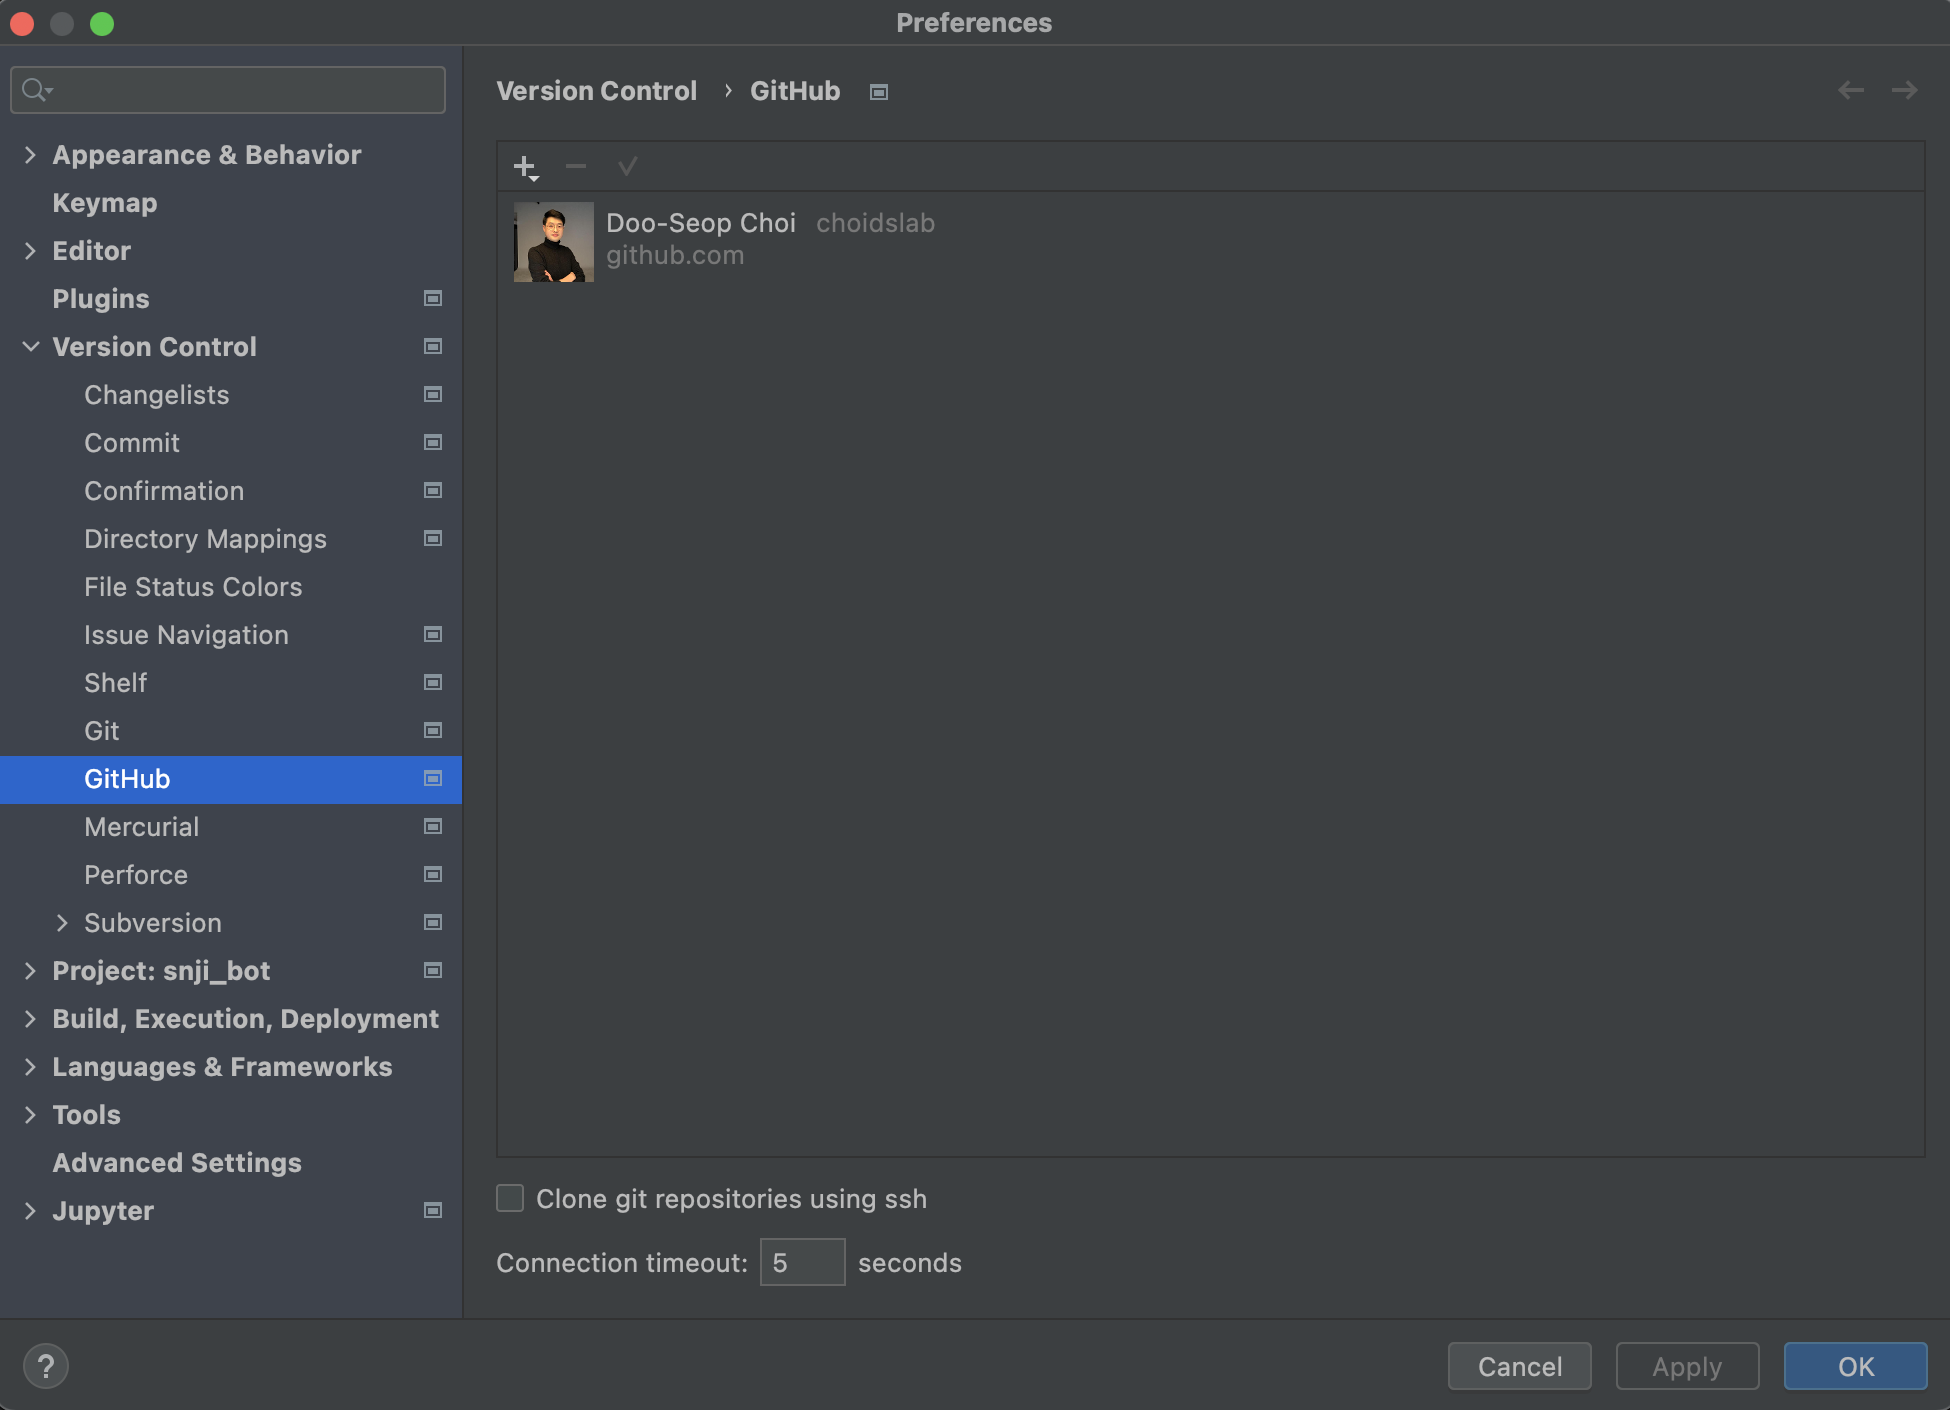 Preferences
Appearance & Behavior
Keymap
Editor
Plugins
Version Control
Changelists
Commit
Confirmation
Directory Mappings
File Status Colors
Issue Navigation
Shelf
Git
GitHub
Mercurial
Perforce
Subversion
Project: snji_bot
Build, Execution, Deployment
Languages & Frameworks
Tools
Advanced Settings
Jupyter
Version Control › GitHub
Doo-Seop Choi choidslab
github.com
Clone git repositories using ssh
Connection timeout: 5 seconds
?
Cancel Apply OK